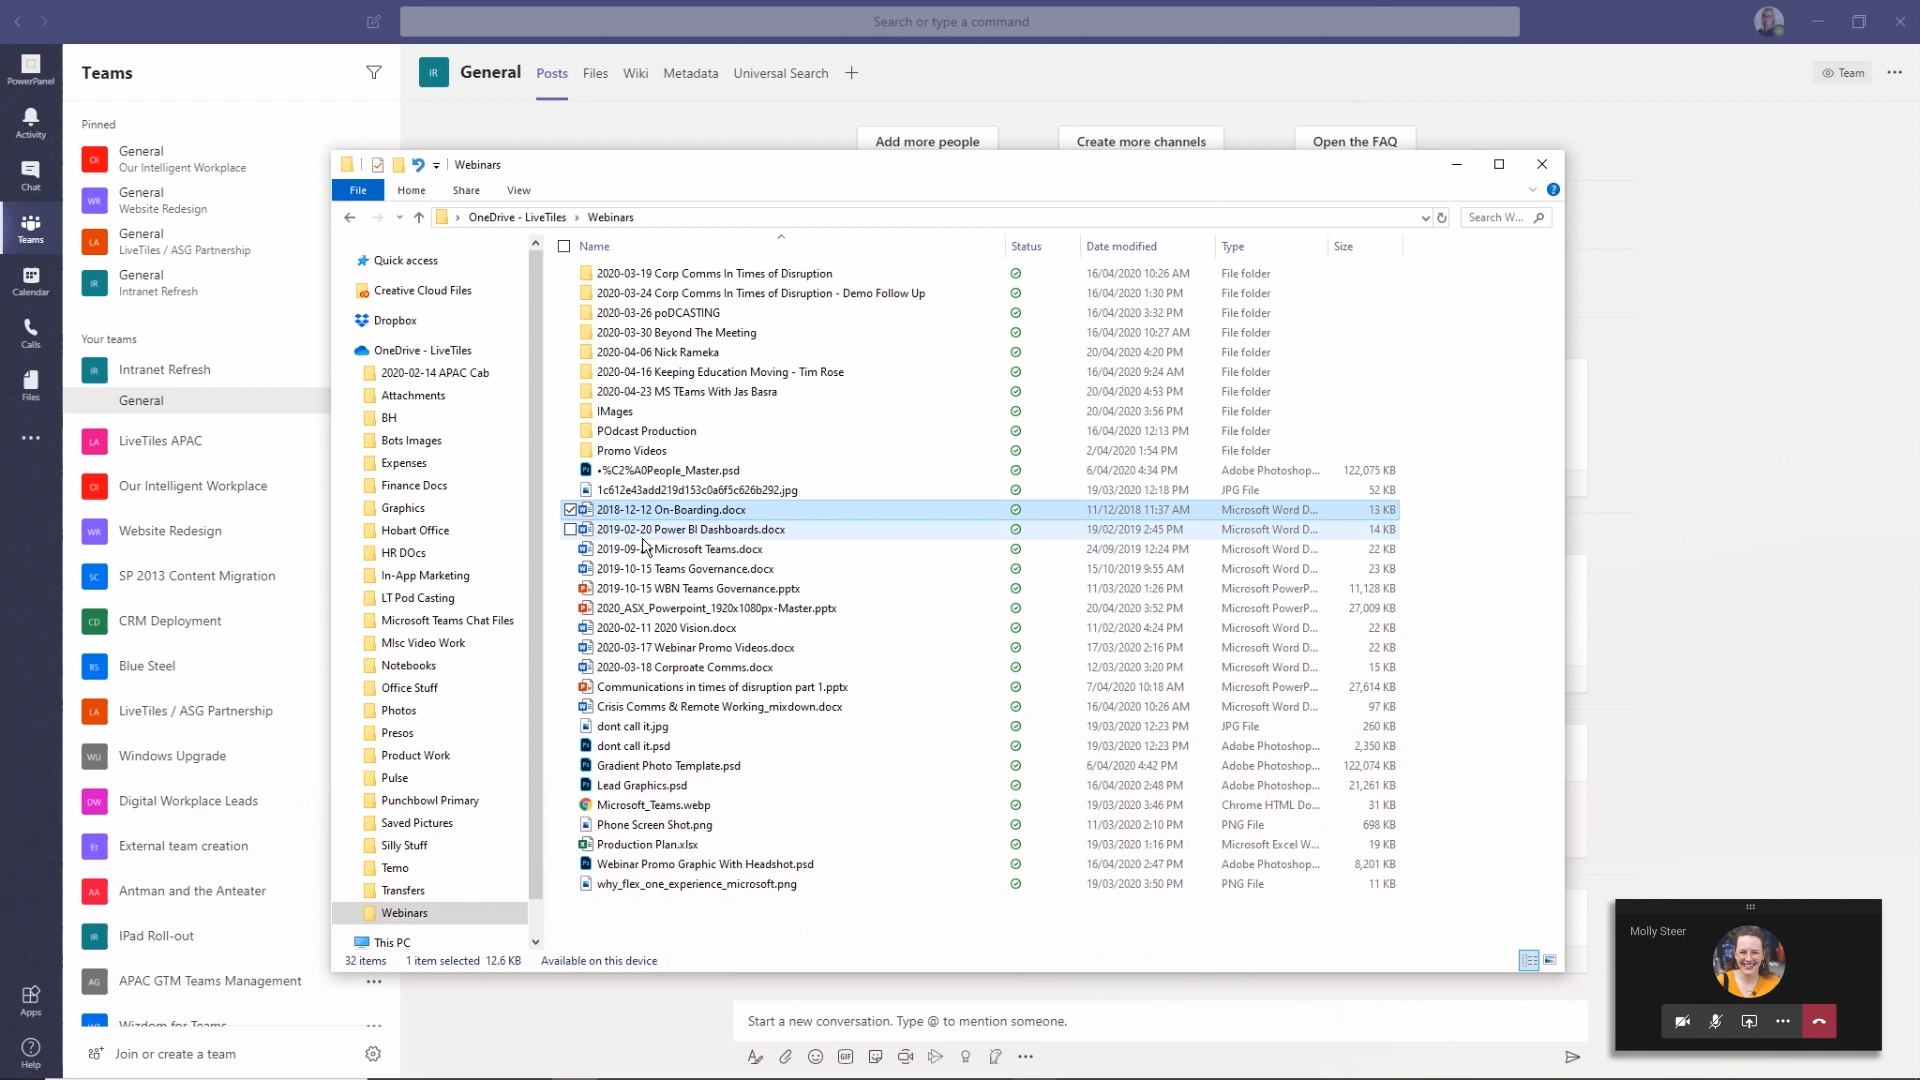 Search or type a command
PowerPanel
Activity
Chat
Teams
Calendar
Calls
Files
Apps
Help
Teams
Pinned
OI General
Our Intelligent Workplace
WR General
Website Redesign
LA General
LiveTiles / ASG Partnership
IR General
Intranet Refresh
Your teams
IR Intranet Refresh
General
LA LiveTiles APAC
OI Our Intelligent Workplace
WR Website Redesign
SC SP 2013 Content Migration
CD CRM Deployment
BS Blue Steel
LA LiveTiles / ASG Partnership
WU Windows Upgrade
DW Digital Workplace Leads
Et External team creation
AA Antman and the Anteater
IR IPad Roll-out
AG APAC GTM Teams Management
Wizdom for Teams
Join or create a team
IR General Posts Files Wiki Metadata Universal Search
Team
Add more people Create more channels Open the FAQ
Webinars
File Home Share View
OneDrive - LiveTiles › Webinars
Search W...
Quick access
Creative Cloud Files
Dropbox
OneDrive - LiveTiles
2020-02-14 APAC Cab
Attachments
BH
Bots Images
Expenses
Finance Docs
Graphics
Hobart Office
HR DOcs
In-App Marketing
LT Pod Casting
Microsoft Teams Chat Files
MIsc Video Work
Notebooks
Office Stuff
Photos
Presos
Product Work
Pulse
Punchbowl Primary
Saved Pictures
Silly Stuff
Temo
Transfers
Webinars
This PC
Name Status Date modified Type Size
2020-03-19 Corp Comms In Times of Disruption 16/04/2020 10:26 AM File folder
2020-03-24 Corp Comms In Times of Disruption - Demo Follow Up 16/04/2020 1:30 PM File folder
2020-03-26 poDCASTING 16/04/2020 3:32 PM File folder
2020-03-30 Beyond The Meeting 16/04/2020 10:27 AM File folder
2020-04-06 Nick Rameka 20/04/2020 4:20 PM File folder
2020-04-16 Keeping Education Moving - Tim Rose 16/04/2020 9:24 AM File folder
2020-04-23 MS TEams With Jas Basra 20/04/2020 4:53 PM File folder
IMages 20/04/2020 3:56 PM File folder
POdcast Production 16/04/2020 12:13 PM File folder
Promo Videos 2/04/2020 1:54 PM File folder
•%C2%A0People_Master.psd 6/04/2020 4:34 PM Adobe Photoshop... 122,075 KB
1c612e43add219d153c0a6f5c626b292.jpg 19/03/2020 12:18 PM JPG File 52 KB
2018-12-12 On-Boarding.docx 11/12/2018 11:37 AM Microsoft Word D... 13 KB
2019-02-20 Power BI Dashboards.docx 19/02/2019 2:45 PM Microsoft Word D... 14 KB
2019-09- Microsoft Teams.docx 24/09/2019 12:24 PM Microsoft Word D... 22 KB
2019-10-15 Teams Governance.docx 15/10/2019 9:55 AM Microsoft Word D... 23 KB
2019-10-15 WBN Teams Governance.pptx 11/03/2020 1:26 PM Microsoft PowerP... 11,128 KB
2020_ASX_Powerpoint_1920x1080px-Master.pptx 20/04/2020 3:52 PM Microsoft PowerP... 27,009 KB
2020-02-11 2020 Vision.docx 11/02/2020 4:24 PM Microsoft Word D... 22 KB
2020-03-17 Webinar Promo Videos.docx 17/03/2020 2:16 PM Microsoft Word D... 22 KB
2020-03-18 Corproate Comms.docx 12/03/2020 3:20 PM Microsoft Word D... 15 KB
Communications in times of disruption part 1.pptx 7/04/2020 10:18 AM Microsoft PowerP... 27,614 KB
Crisis Comms & Remote Working_mixdown.docx 16/04/2020 10:26 AM Microsoft Word D... 97 KB
dont call it.jpg 19/03/2020 12:23 PM JPG File 260 KB
dont call it.psd 19/03/2020 12:23 PM Adobe Photoshop... 2,350 KB
Gradient Photo Template.psd 6/04/2020 4:42 PM Adobe Photoshop... 122,074 KB
Lead Graphics.psd 16/04/2020 2:48 PM Adobe Photoshop... 21,261 KB
Microsoft_Teams.webp 19/03/2020 3:46 PM Chrome HTML Do... 31 KB
Phone Screen Shot.png 11/03/2020 2:10 PM PNG File 698 KB
Production Plan.xlsx 19/03/2020 1:16 PM Microsoft Excel W... 19 KB
Webinar Promo Graphic With Headshot.psd 16/04/2020 2:47 PM Adobe Photoshop... 8,201 KB
why_flex_one_experience_microsoft.png 19/03/2020 3:50 PM PNG File 11 KB
32 items 1 item selected 12.6 KB Available on this device
Start a new conversation. Type @ to mention someone.
GIF
Molly Steer